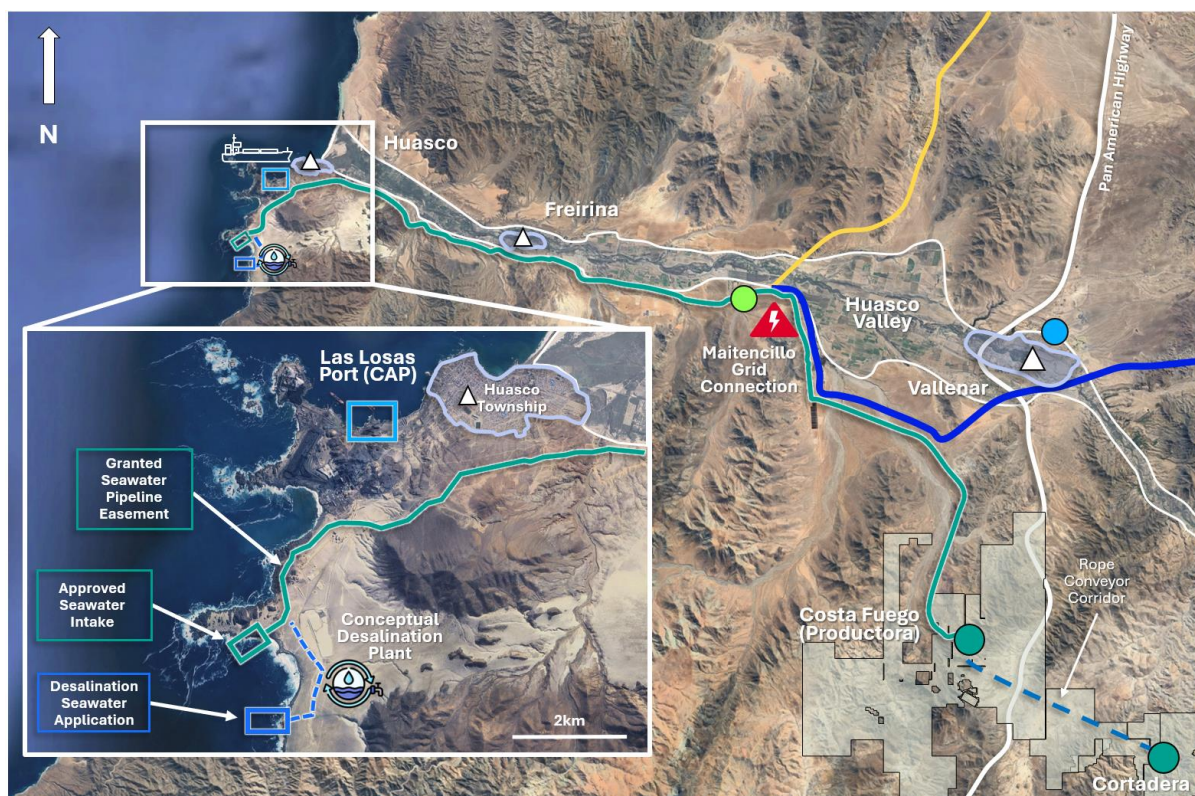 N
Huasco
Freirina
Pan American Highway
Huasco
Valley
Maitencillo
Grid
Connection
Vallenar
Las Losas
Port (CAP)
Huasco
Township
Granted
Seawater
Pipeline
Easement
Approved
Seawater
Intake
Conceptual
Desalination
Plant
Desalination
Seawater
Application
2km
Rope
Conveyor
Corridor
Costa Fuego
(Productora)
Cortadera